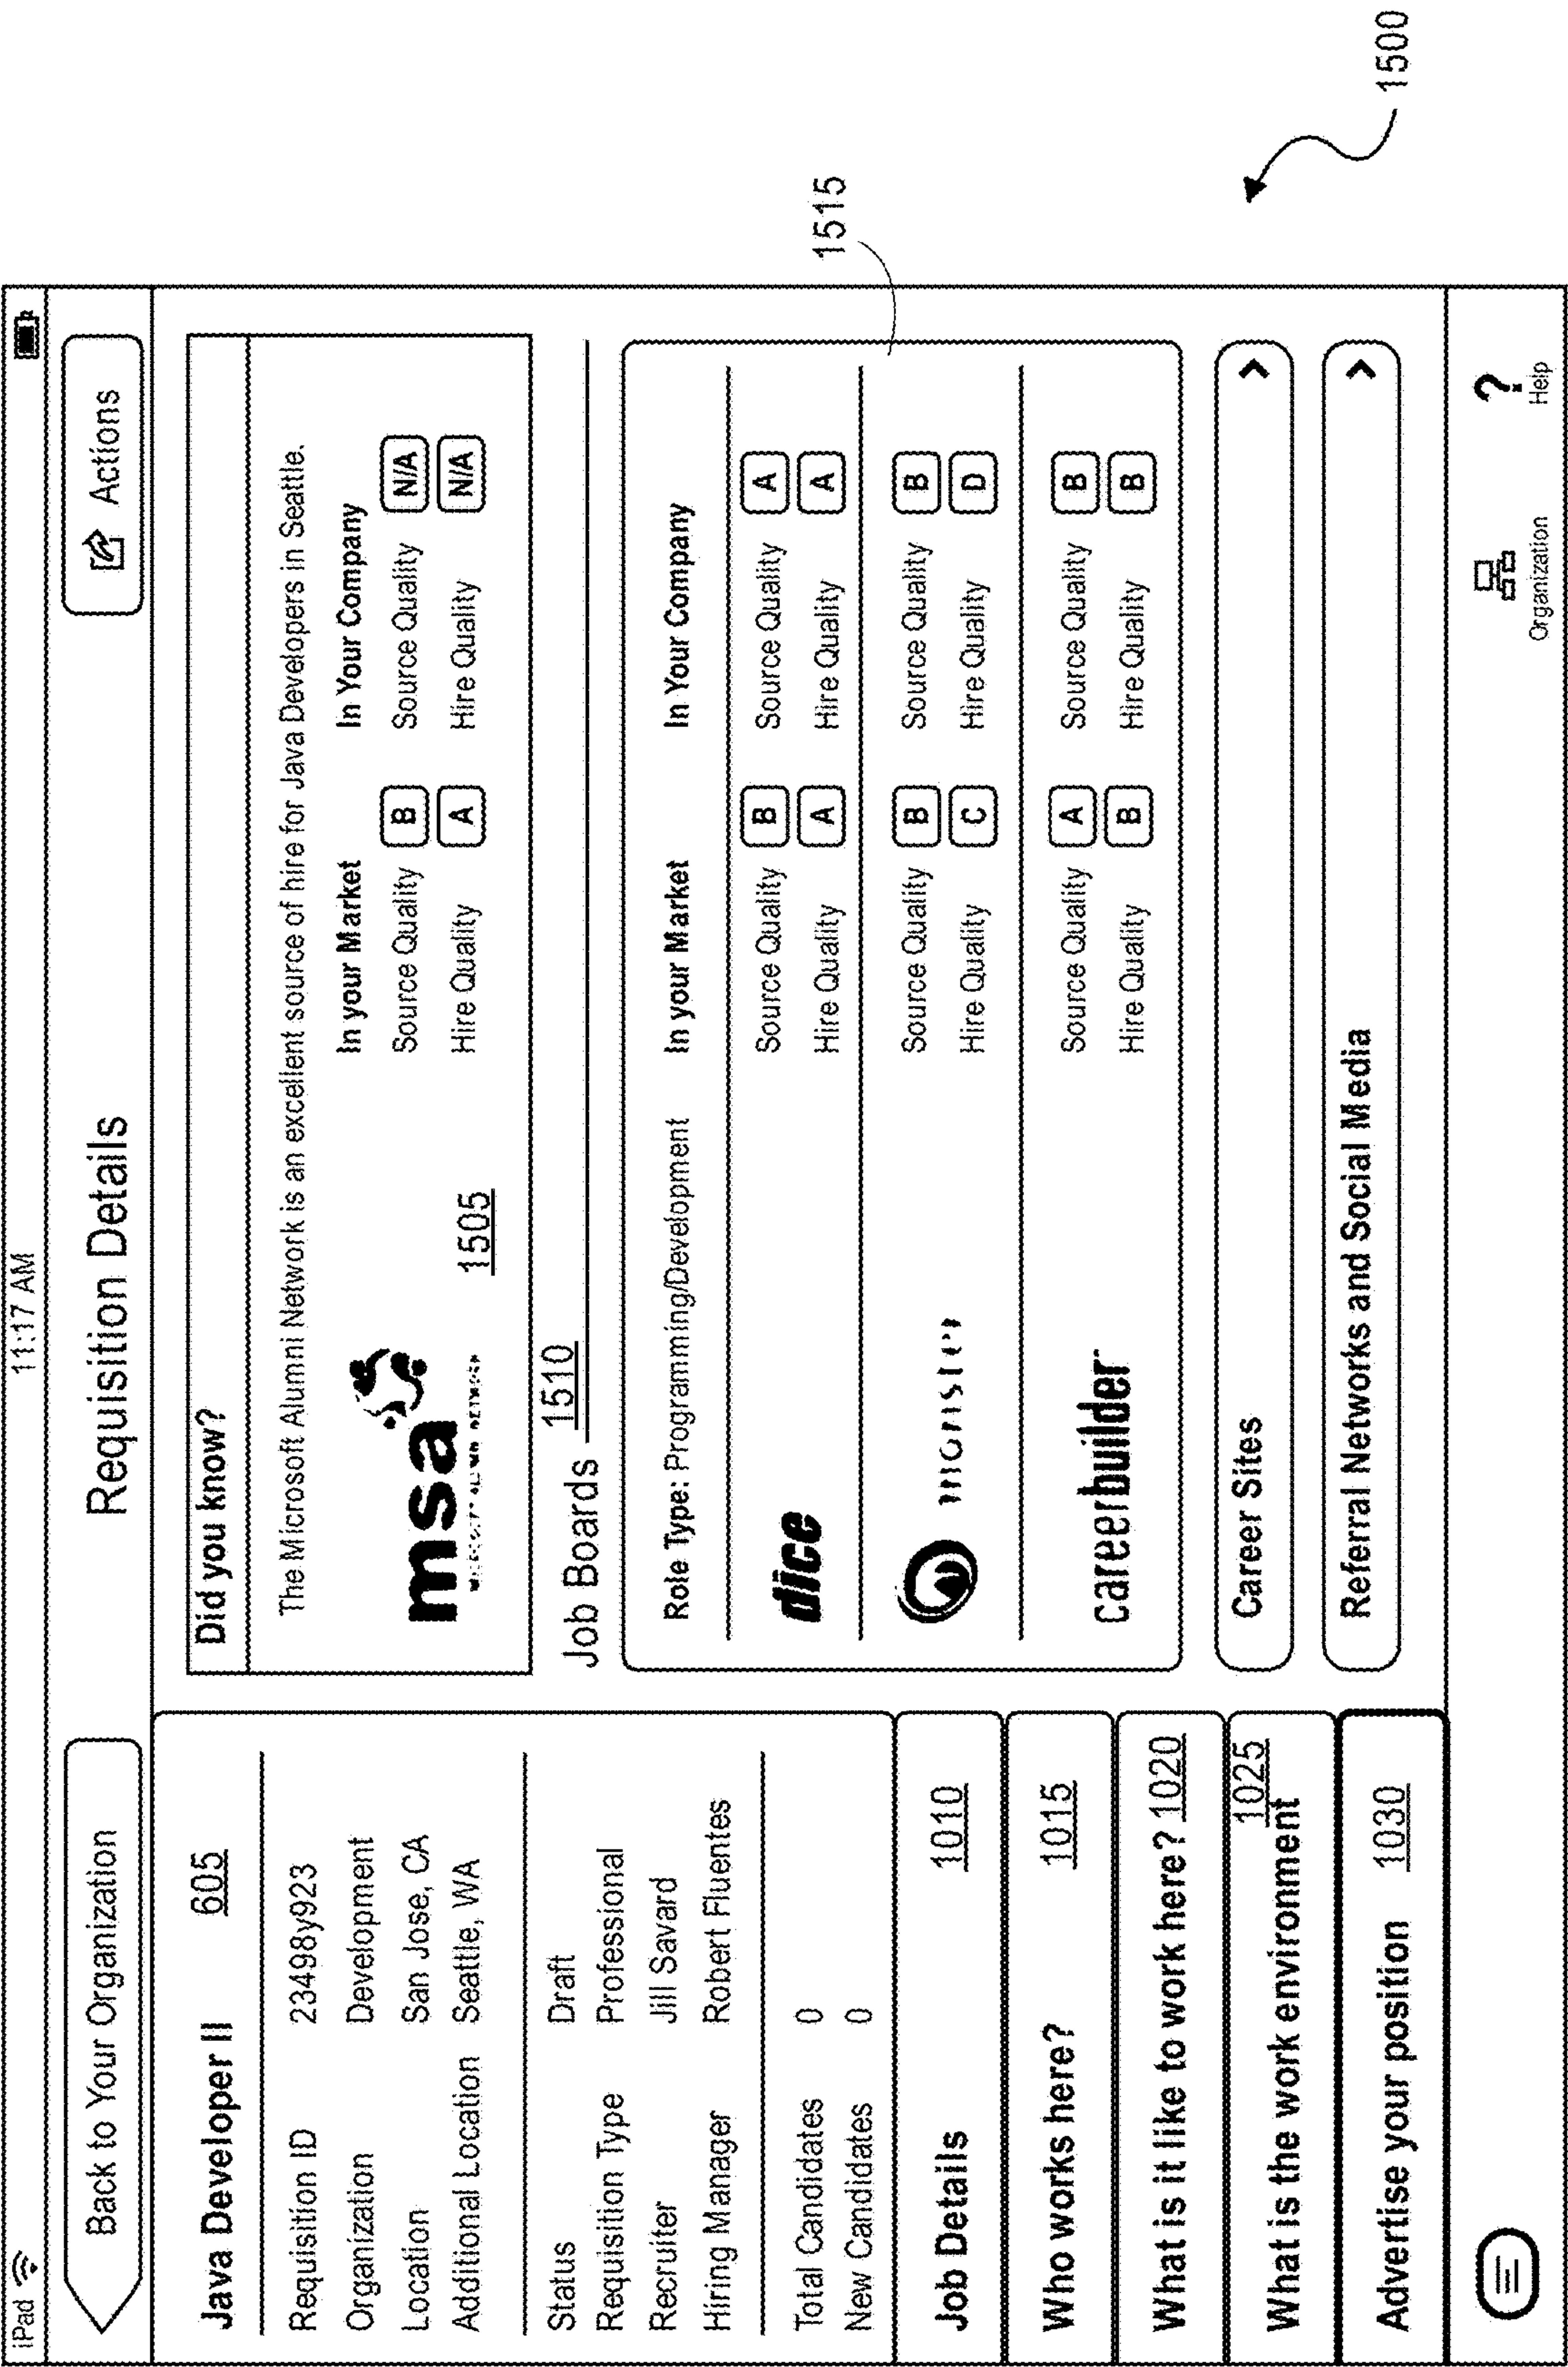 iPad 11:17 AM
Back to Your Organization Requisition Details Actions
Java Developer II 605
Requisition ID 23498y923
Organization Development
Location San Jose, CA
Additional Location Seattle, WA
Status Draft
Requisition Type Professional
Recruiter Jill Savard
Hiring Manager Robert Fluentes
Total Candidates 0
New Candidates 0
Job Details 1010
Who works here? 1015
What is it like to work here? 1020
What is the work environment 1025
Advertise your position 1030
Did you know?
The Microsoft Alumni Network is an excellent source of hire for Java Developers in Seattle.
In your Market In Your Company
msa
MICROSOFT ALUMNI NETWORK
1505
Source Quality B Source Quality N/A
Hire Quality A Hire Quality N/A
Job Boards 1510
Role Type: Programming/Development In your Market In Your Company
dice
Source Quality B Source Quality A
Hire Quality A Hire Quality A
monster
Source Quality B Source Quality B
Hire Quality C Hire Quality D
careerbuilder
Source Quality A Source Quality B
Hire Quality B Hire Quality B
Career Sites
Referral Networks and Social Media
Organization
? Help
1515
1500